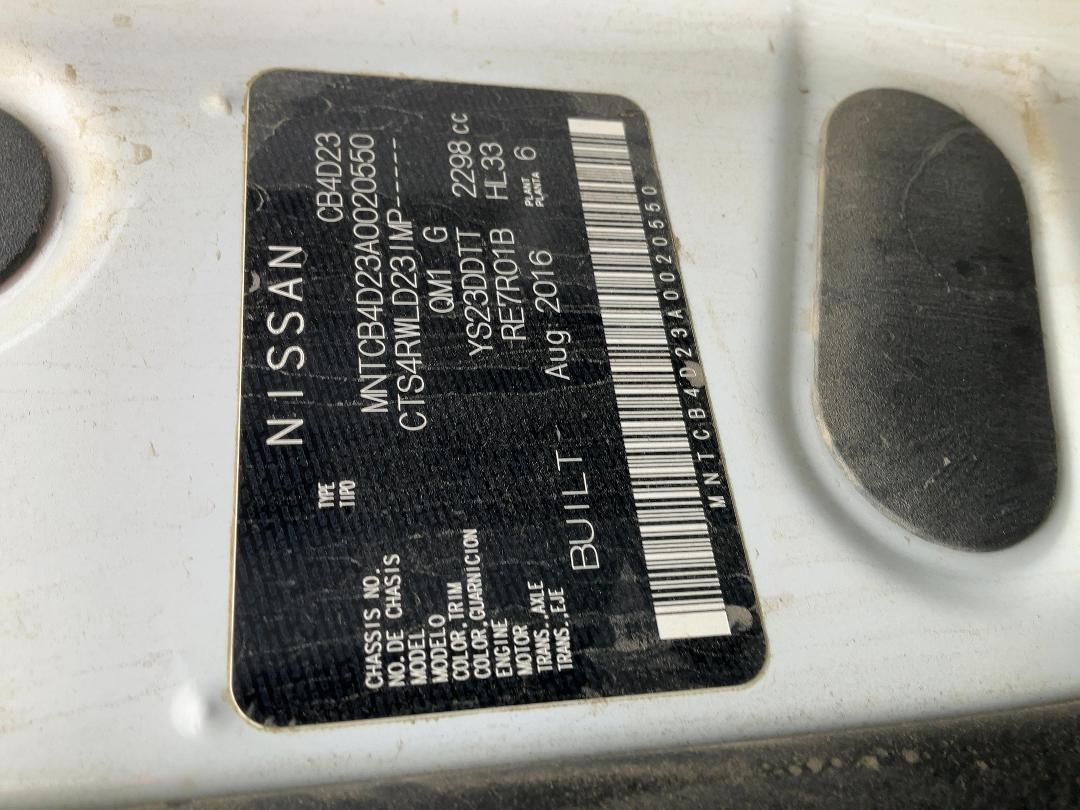 NISSAN
TYPE CB4D23
TIPO
CHASSIS NO. MNTCB4D23A0020550
NO. DE CHASIS
MODEL CTS4RWLD23IMP-----
MODELO
COLOR, TRIM QM1 G
COLOR, GUARNICION
ENGINE YS23DDTT 2298 CC
MOTOR
TRANS., AXLE RE7R01B HL33
TRANS., EJE
PLANT 6
PLANTA
BUILT Aug 2016
MNTCB4D23A0020550